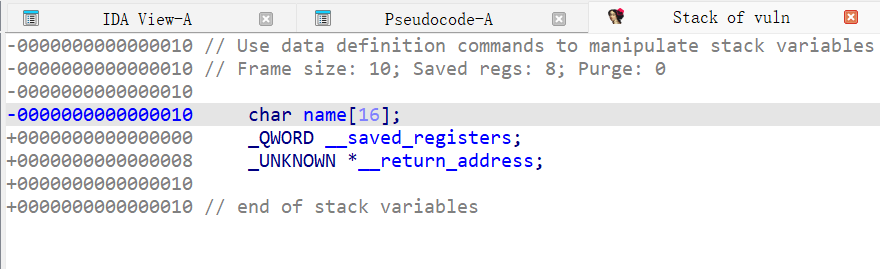 IDA View-A Pseudocode-A Stack of vuln
-0000000000000010 // Use data definition commands to manipulate stack variables
-0000000000000010 // Frame size: 10; Saved regs: 8; Purge: 0
-0000000000000010
-0000000000000010     char name[16];
+0000000000000000     _QWORD __saved_registers;
+0000000000000008     _UNKNOWN *__return_address;
+0000000000000010
+0000000000000010 // end of stack variables